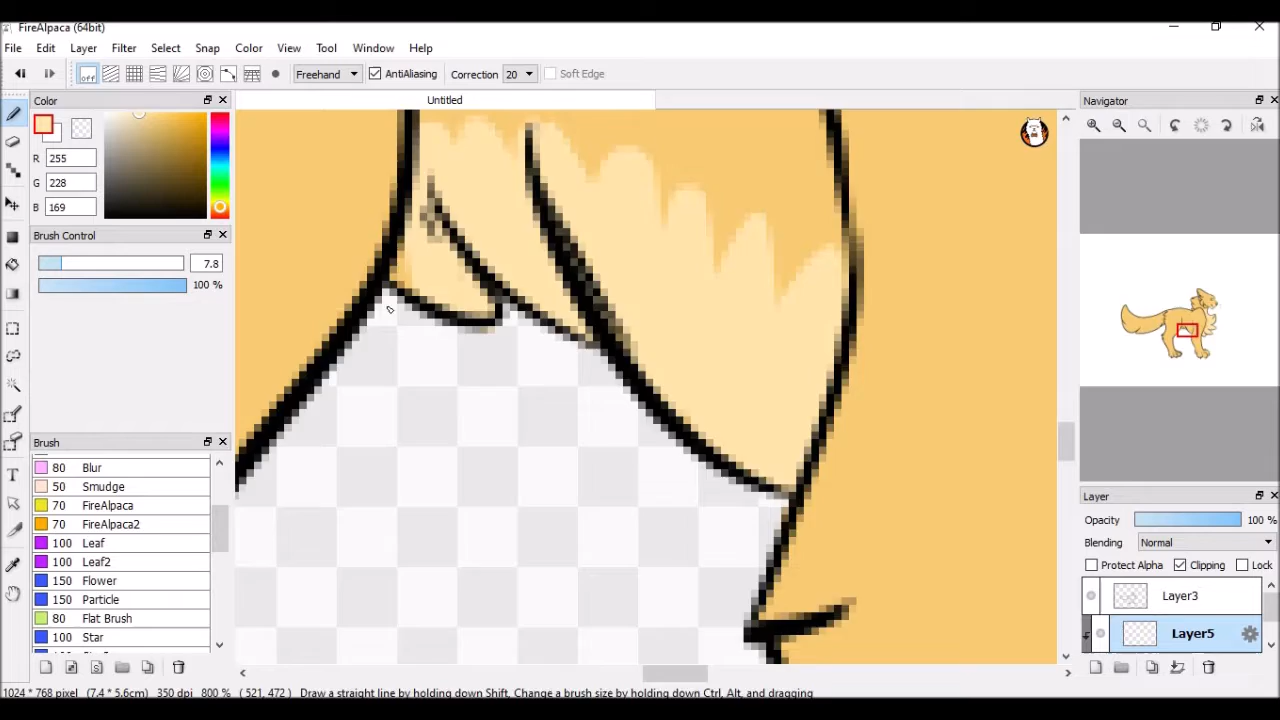 FireAlpaca (64bit)
File Edit Layer Filter Select Snap Color View Tool Window Help
off Freehand AntiAliasing Correction 20 Soft Edge
Color Untitled Navigator
R 255
G 228
B 169
Brush Control
7.8
100 %
Brush
80 Blur
50 Smudge
70 FireAlpaca
70 FireAlpaca2
100 Leaf
100 Leaf2
150 Flower
150 Particle
80 Flat Brush
100 Star
Layer
Opacity 100 %
Blending Normal
Protect Alpha Clipping Lock
Layer3
Layer5
1024 * 768 pixel (7.4 * 5.6cm) 350 dpi 800 % ( 521, 472 ) Draw a straight line by holding down Shift, Change a brush size by holding down Ctrl, Alt, and dragging